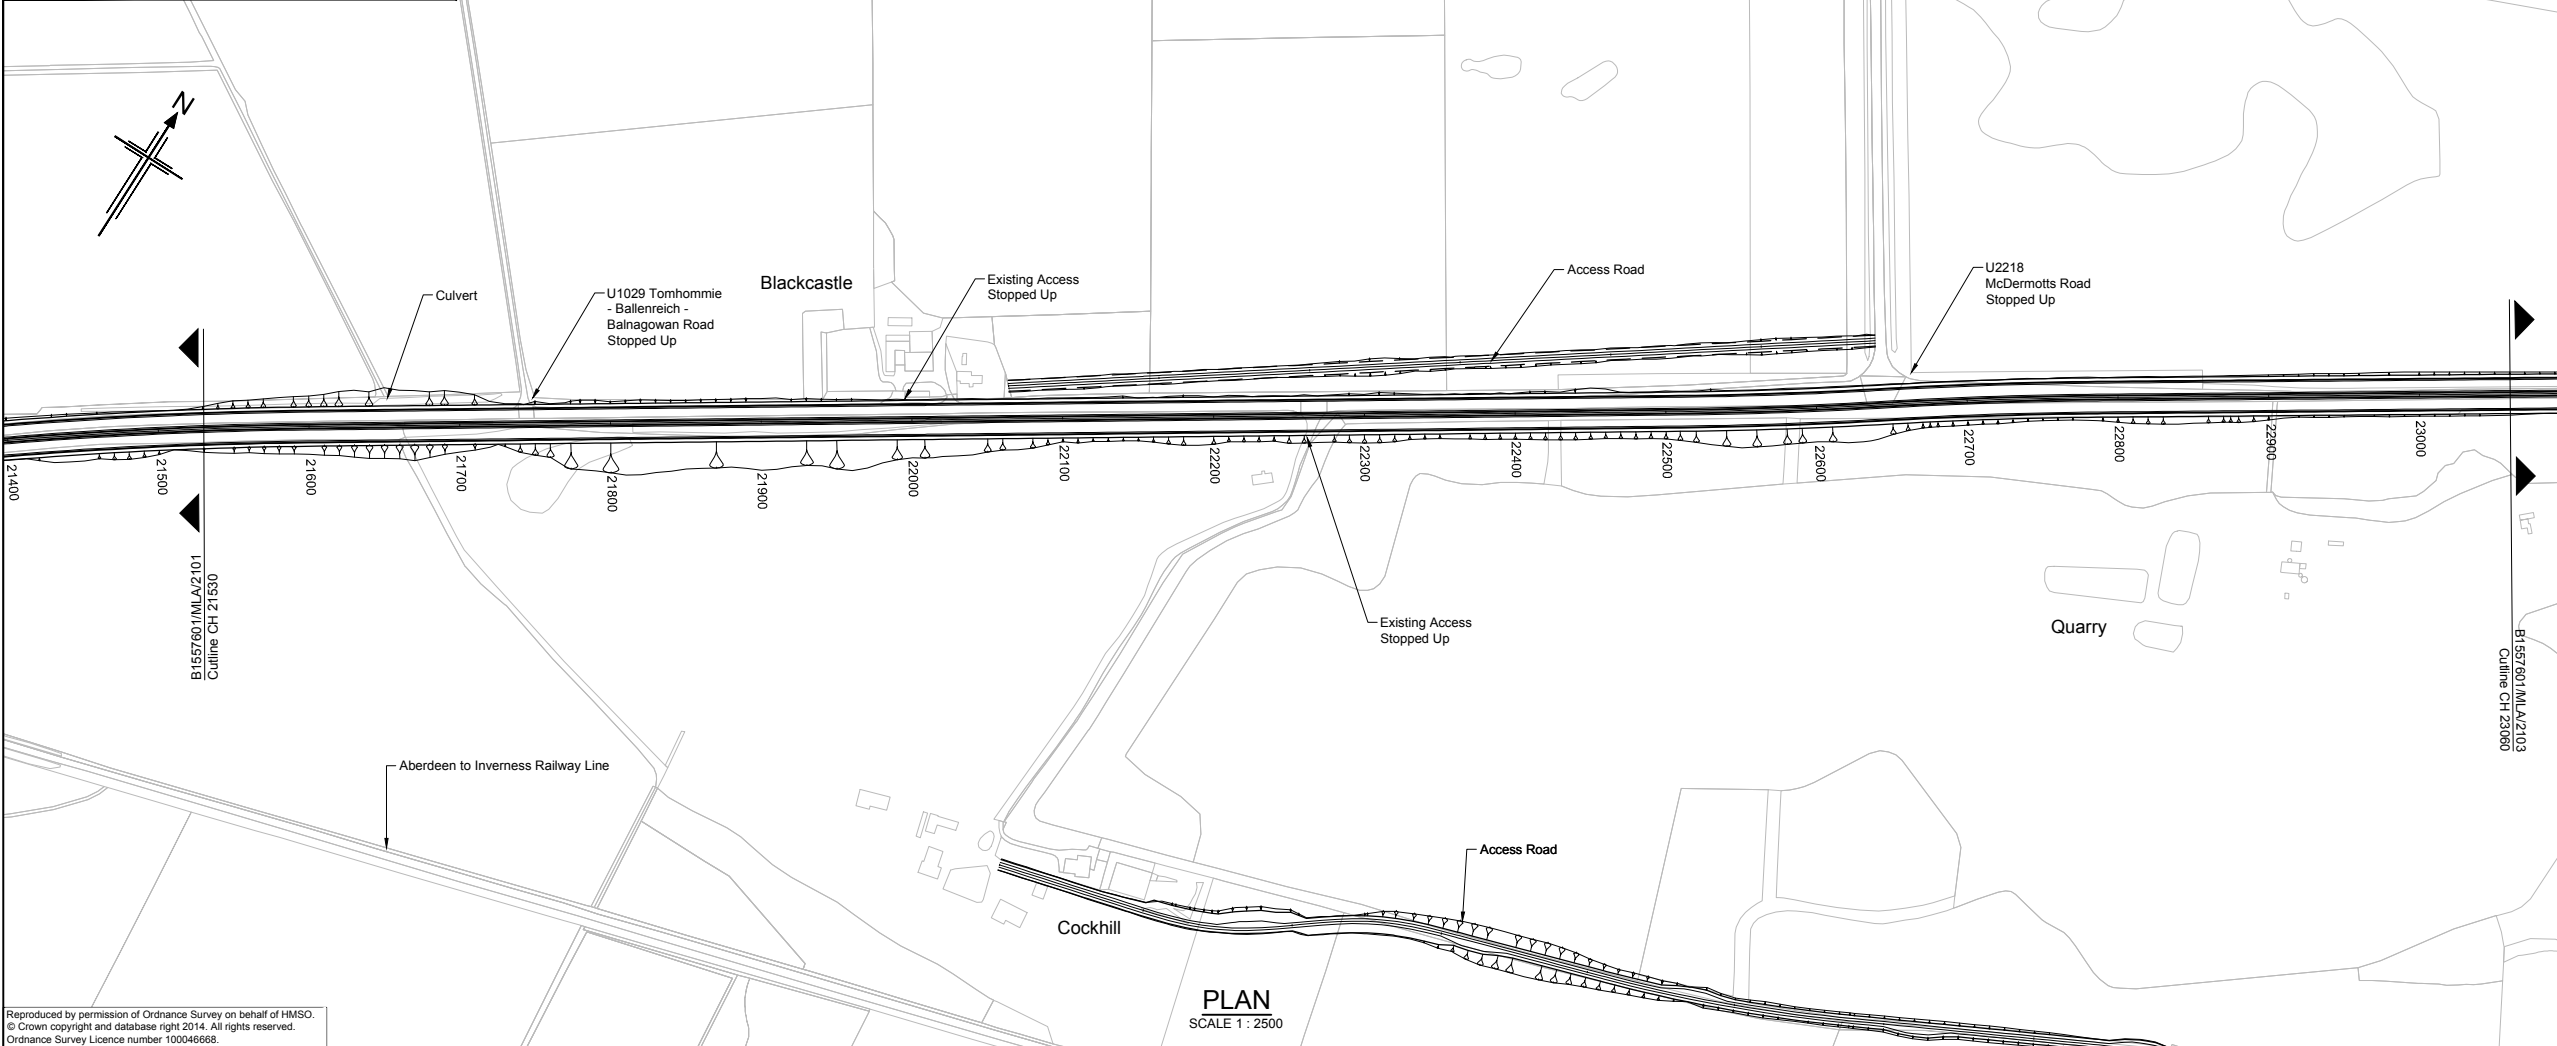 N
Culvert
U1029 Tomhommie
- Ballenreich -
Balnagowan Road
Stopped Up
Blackcastle
Existing Access
Stopped Up
Access Road
U2218
McDermotts Road
Stopped Up
21400
21500
21600
21700
21800
21900
22000
22100
22200
22300
22400
22500
22600
22700
22800
22900
23000
B1557601/MLA/2101
Cutline CH 21530
Existing Access
Stopped Up
Quarry
B1557601/MLA/2103
Cutline CH 23060
Aberdeen to Inverness Railway Line
Access Road
Cockhill
PLAN
SCALE 1 : 2500
Reproduced by permission of Ordnance Survey on behalf of HMSO.
© Crown copyright and database right 2014. All rights reserved.
Ordnance Survey Licence number 100046668.